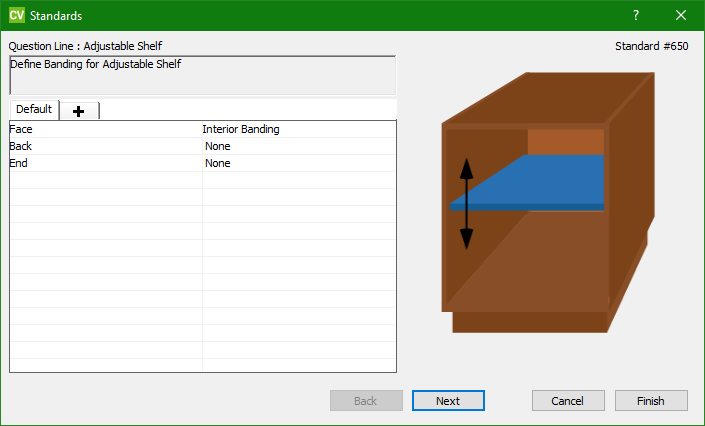 CV Standards ? ✕
Question Line : Adjustable Shelf Standard #650
Define Banding for Adjustable Shelf
Default +
Face Interior Banding
Back None
End None
Back Next Cancel Finish